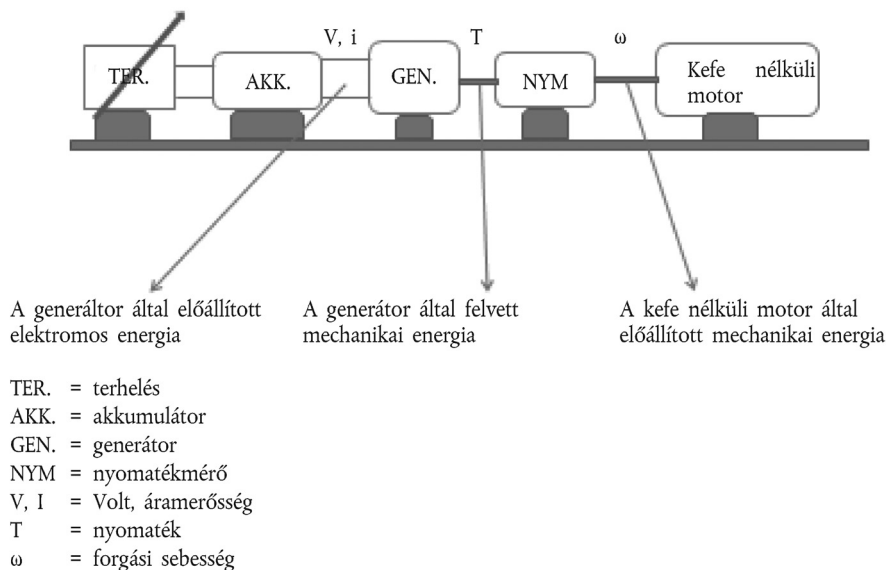 V, i
T
ω
TER.
AKK.
GEN.
NYM
Kefe nélküli
motor
A generáltor által előállított
elektromos energia
A generátor által felvett
mechanikai energia
A kefe nélküli motor által
előállított mechanikai energia
TER. = terhelés
AKK. = akkumulátor
GEN. = generátor
NYM = nyomatékmérő
V, I = Volt, áramerősség
T = nyomaték
ω = forgási sebesség